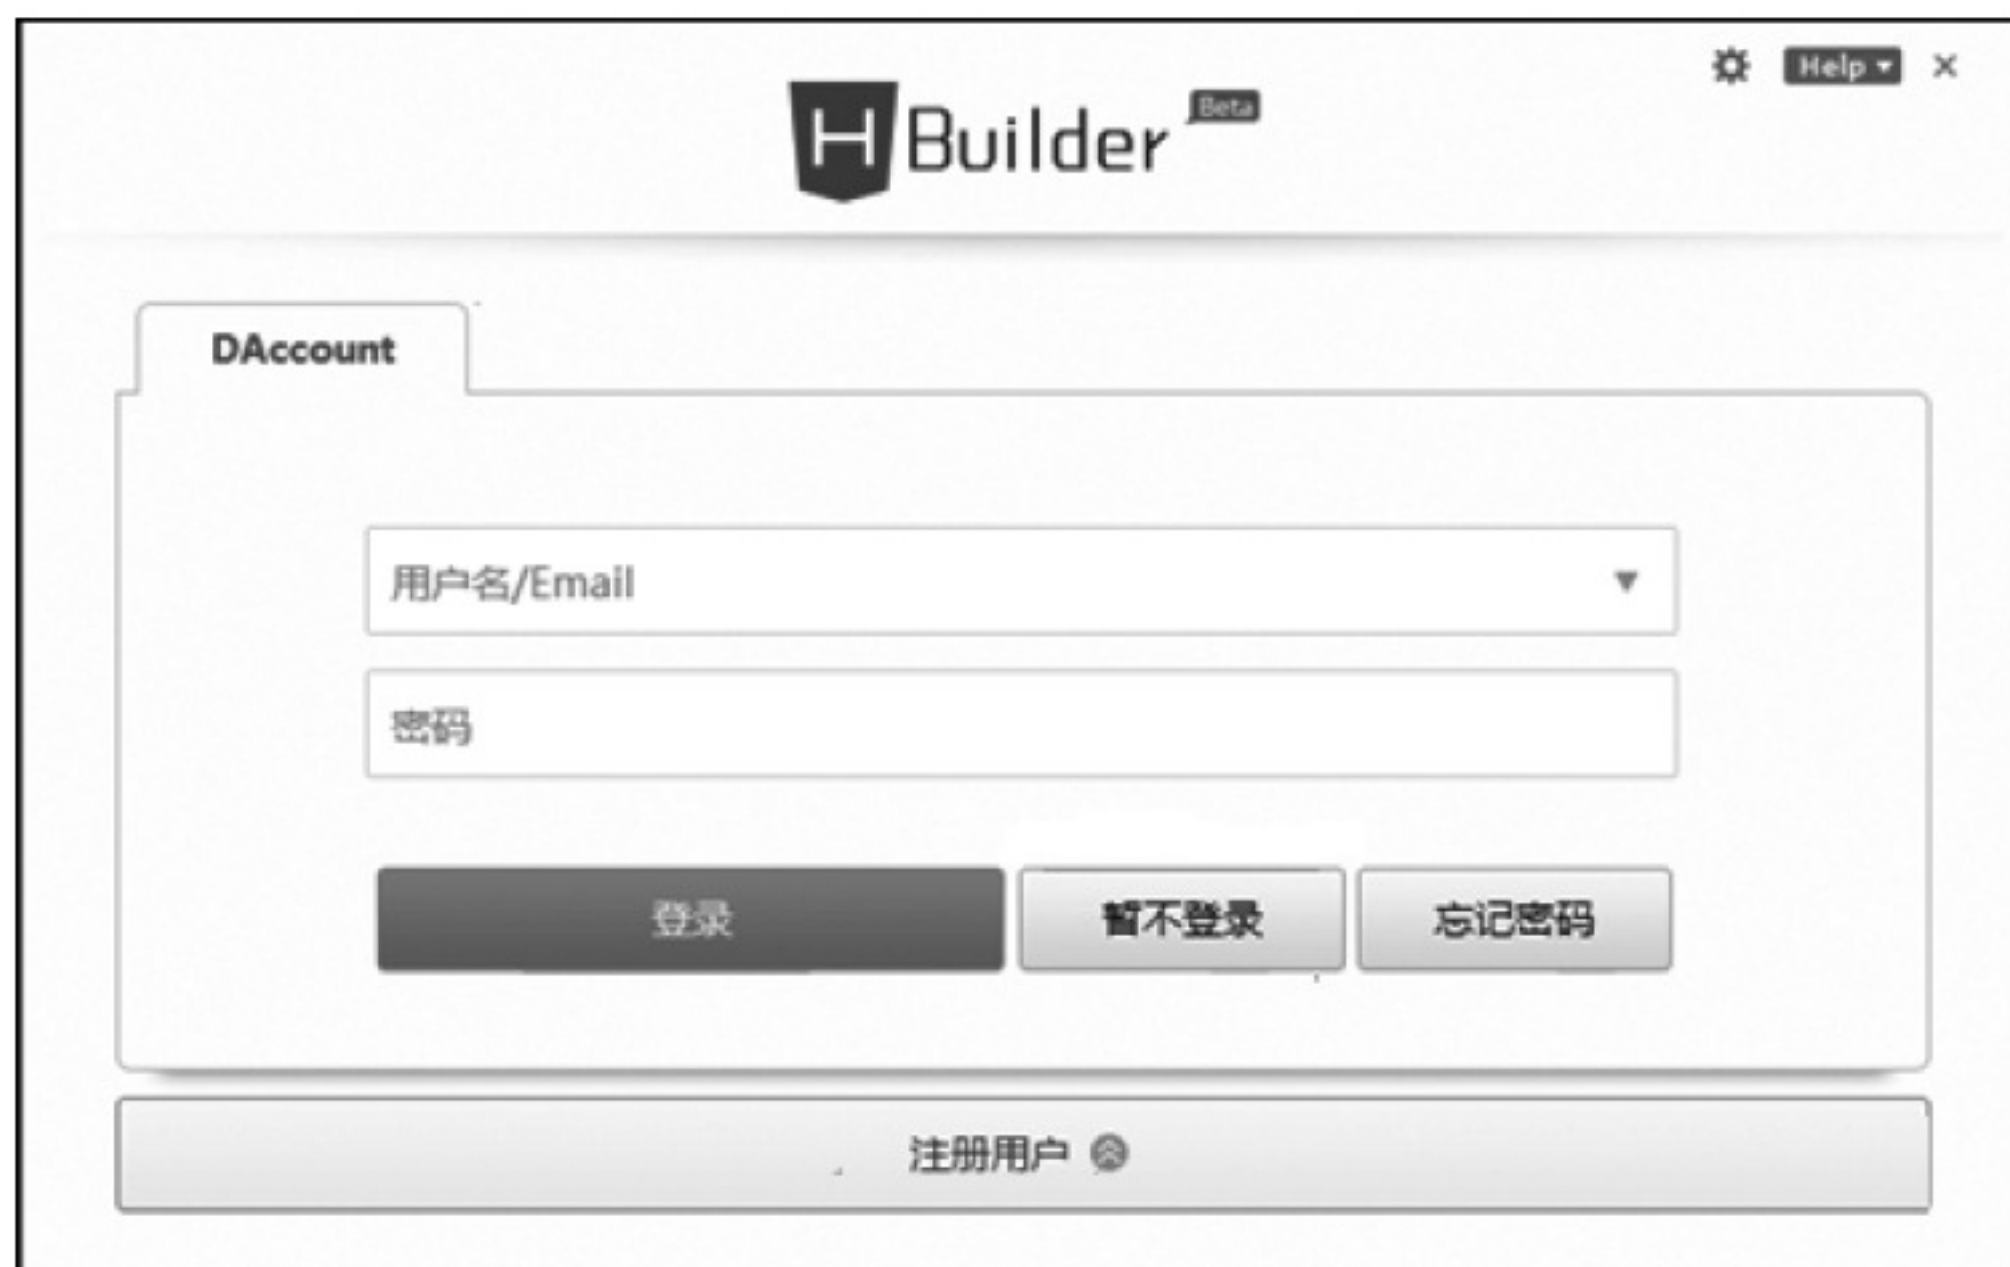 Help
H Builder Beta
DAccount
用户名/Email
密码
登录 暂不登录 忘记密码
注册用户